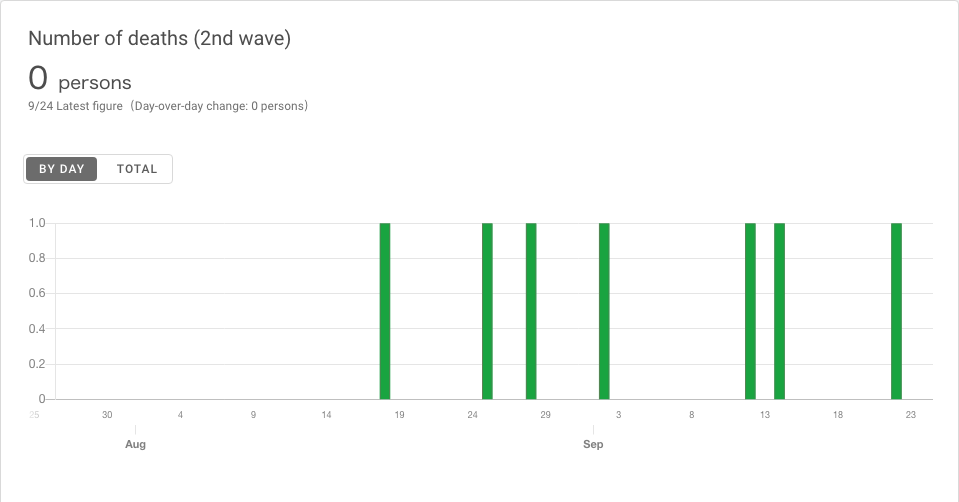 Number of deaths (2nd wave)
0 persons
9/24 Latest figure（Day-over-day change: 0 persons）
BY DAY TOTAL
1.0
0.8
0.6
0.4
0.2
0
25 30 4 9 14 19 24 29 3 8 13 18 23
Aug Sep